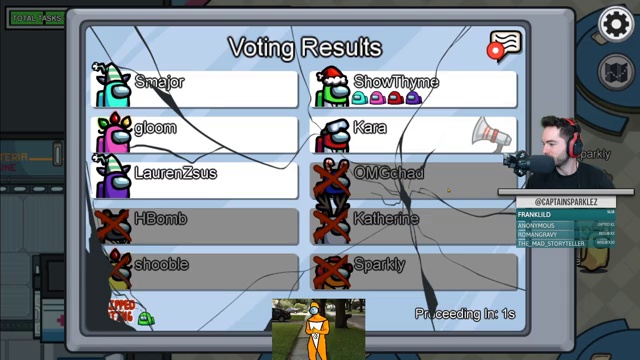 TOTAL TASKS
Voting Results
Smajor
ShowThyme
gloom
Kara
LaurenZsus
OMGchad
HBomb
Katherine
shooble
Sparkly
Proceeding In: 1s
@CAPTAINSPARKLEZ
FRANKLILD
ANONYMOUS
ROMANGRAVY
THE_MAD_STORYTELLER